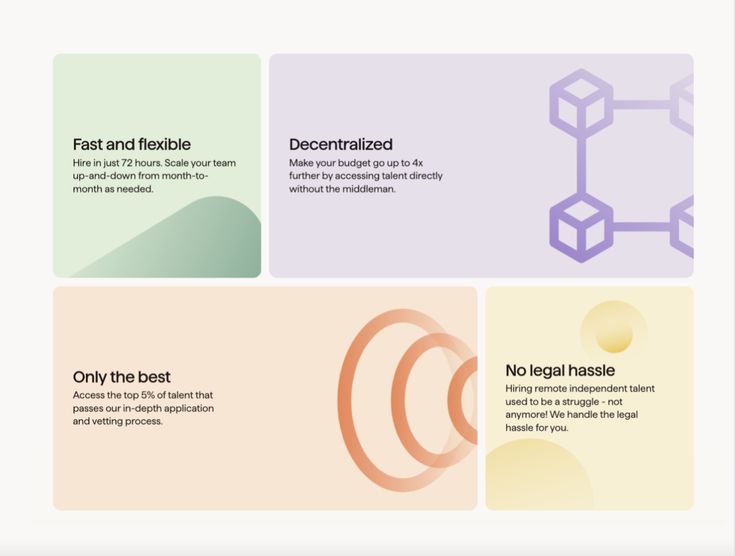 Fast and flexible
Hire in just 72 hours. Scale your team
up-and-down from month-to-
month as needed.
Decentralized
Make your budget go up to 4x
further by accessing talent directly
without the middleman.
Only the best
Access the top 5% of talent that
passes our in-depth application
and vetting process.
No legal hassle
Hiring remote independent talent
used to be a struggle - not
anymore! We handle the legal
hassle for you.